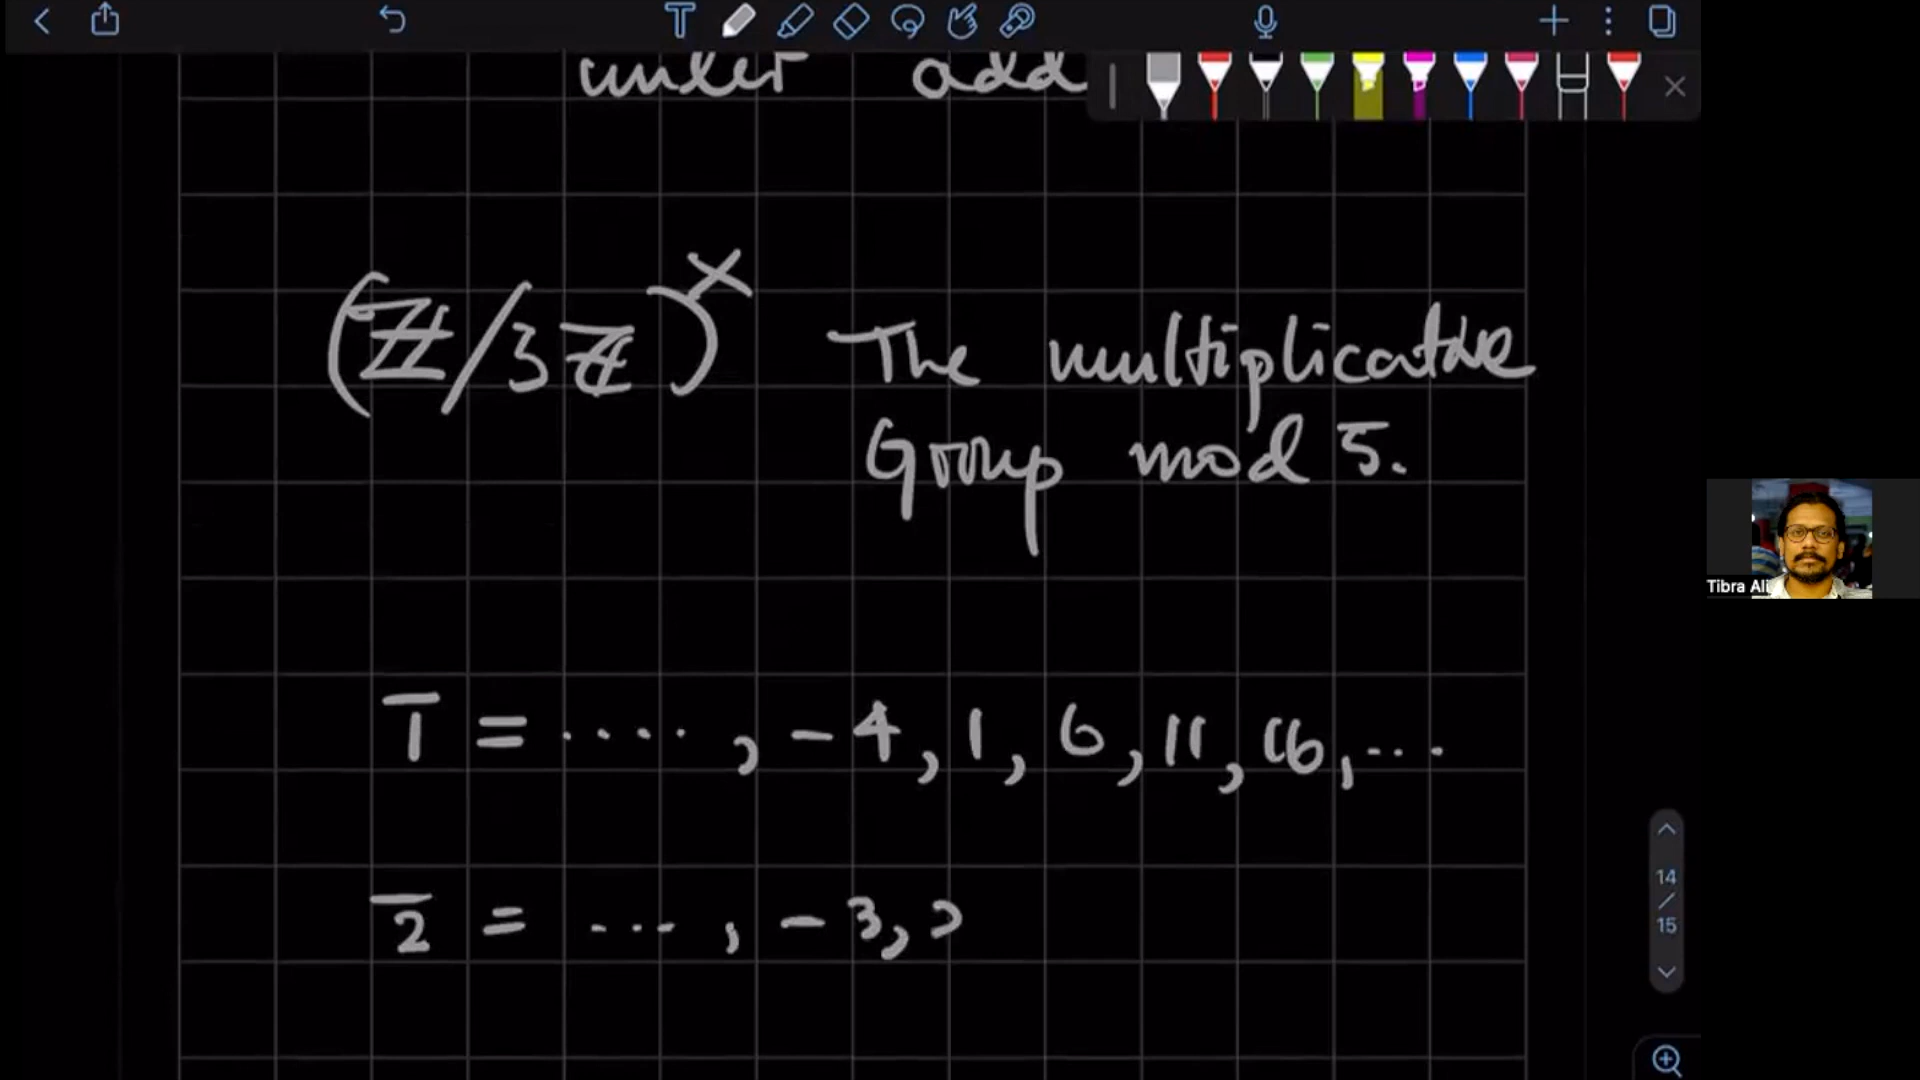 under add
(ℤ/3ℤ)^× The multiplicative
Group mod 5.
1̅ = ...., -4, 1, 6, 11, 16, ...
2̅ = ..., -3,
14
/
15
Tibra Ali